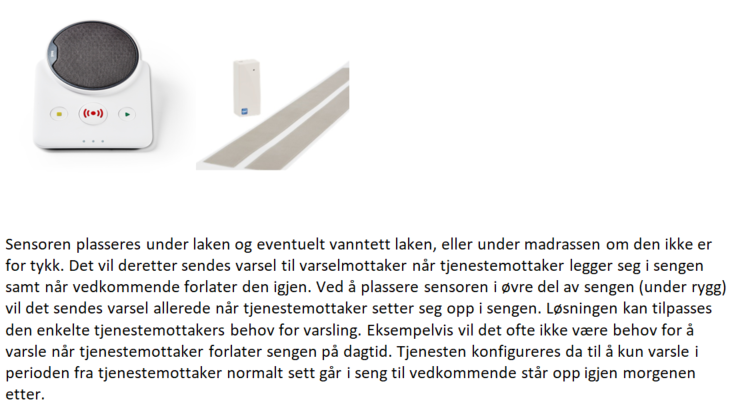 Sensoren plasseres under laken og eventuelt vanntett laken, eller under madrassen om den ikke er
for tykk. Det vil deretter sendes varsel til varselmottaker når tjenestemottaker legger seg i sengen
samt når vedkommende forlater den igjen. Ved å plassere sensoren i øvre del av sengen (under rygg)
vil det sendes varsel allerede når tjenestemottaker setter seg opp i sengen. Løsningen kan tilpasses
den enkelte tjenestemottakers behov for varsling. Eksempelvis vil det ofte ikke være behov for å
varsle når tjenestemottaker forlater sengen på dagtid. Tjenesten konfigureres da til å kun varsle i
perioden fra tjenestemottaker normalt sett går i seng til vedkommende står opp igjen morgenen
etter.